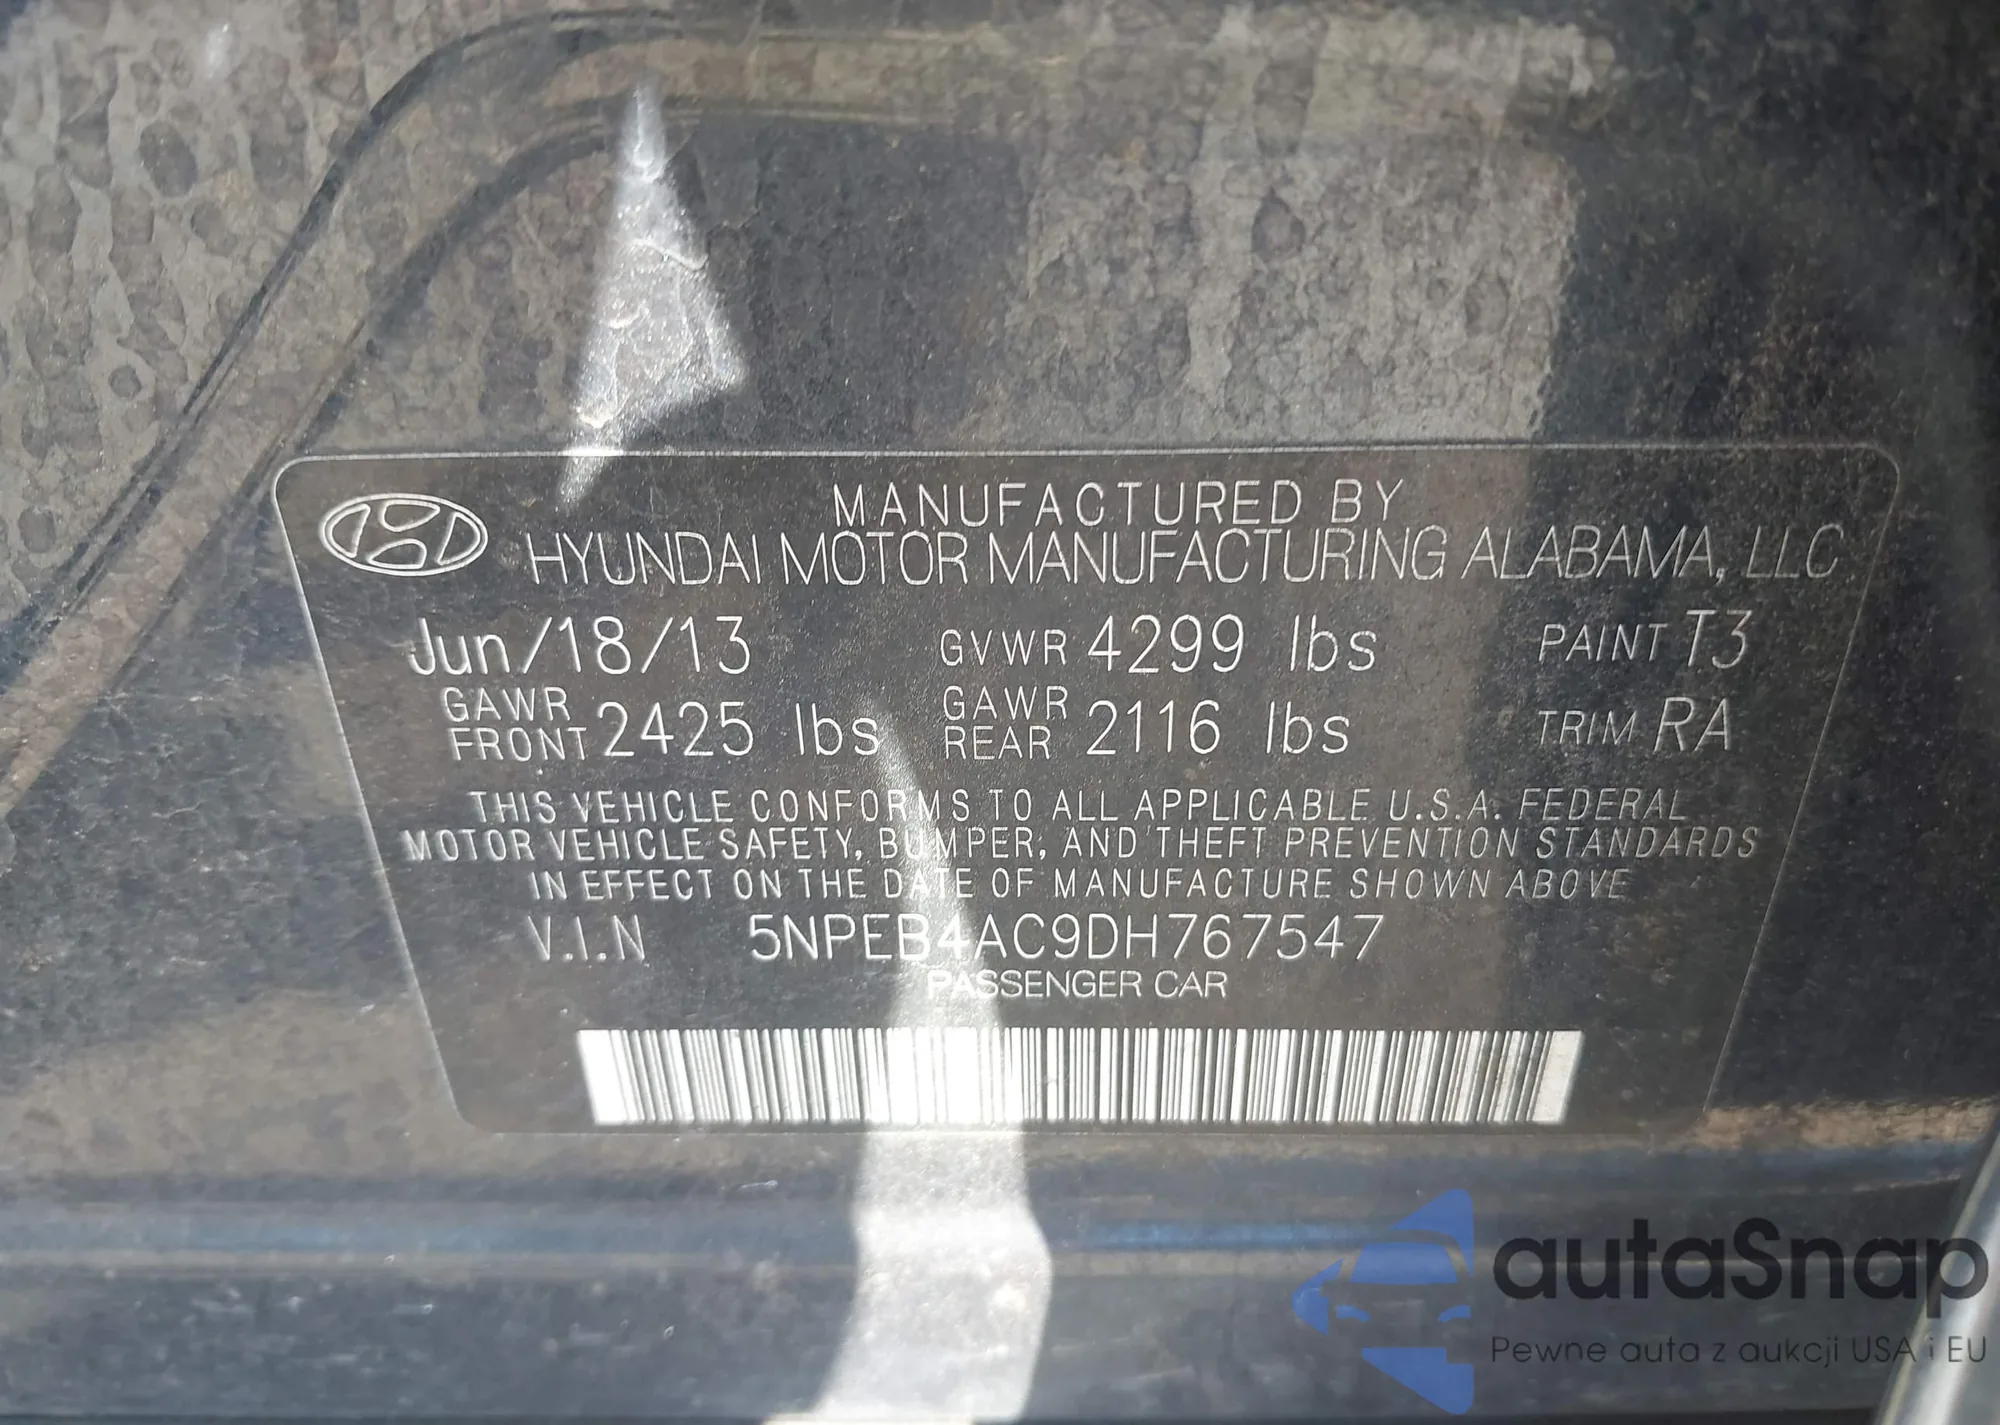 MANUFACTURED BY
HYUNDAI MOTOR MANUFACTURING ALABAMA, LLC
Jun/18/13 GVWR 4299 lbs PAINT T3
GAWR FRONT 2425 lbs GAWR REAR 2116 lbs TRIM RA
THIS VEHICLE CONFORMS TO ALL APPLICABLE U.S.A. FEDERAL
MOTOR VEHICLE SAFETY, BUMPER, AND THEFT PREVENTION STANDARDS
IN EFFECT ON THE DATE OF MANUFACTURE SHOWN ABOVE
V.I.N 5NPEB4AC9DH767547
PASSENGER CAR
autaSnap
Pewne auta z aukcji USA i EU